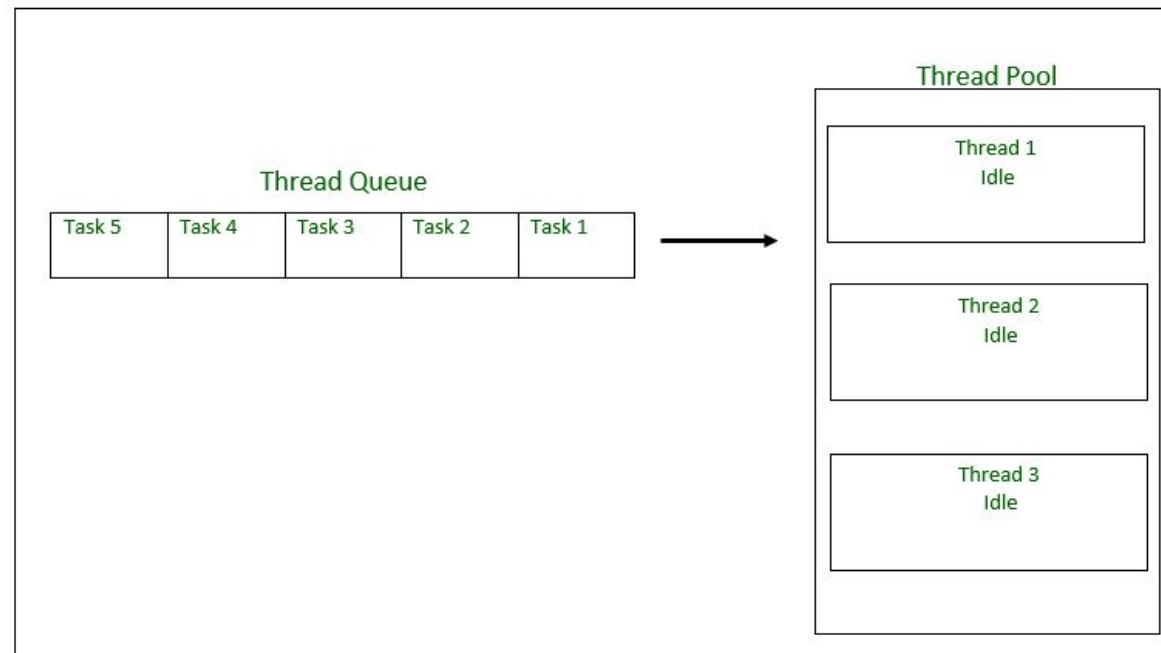 Thread Pool
Thread 1
Idle
Thread Queue
Task 5 Task 4 Task 3 Task 2 Task 1
Thread 2
Idle
Thread 3
Idle